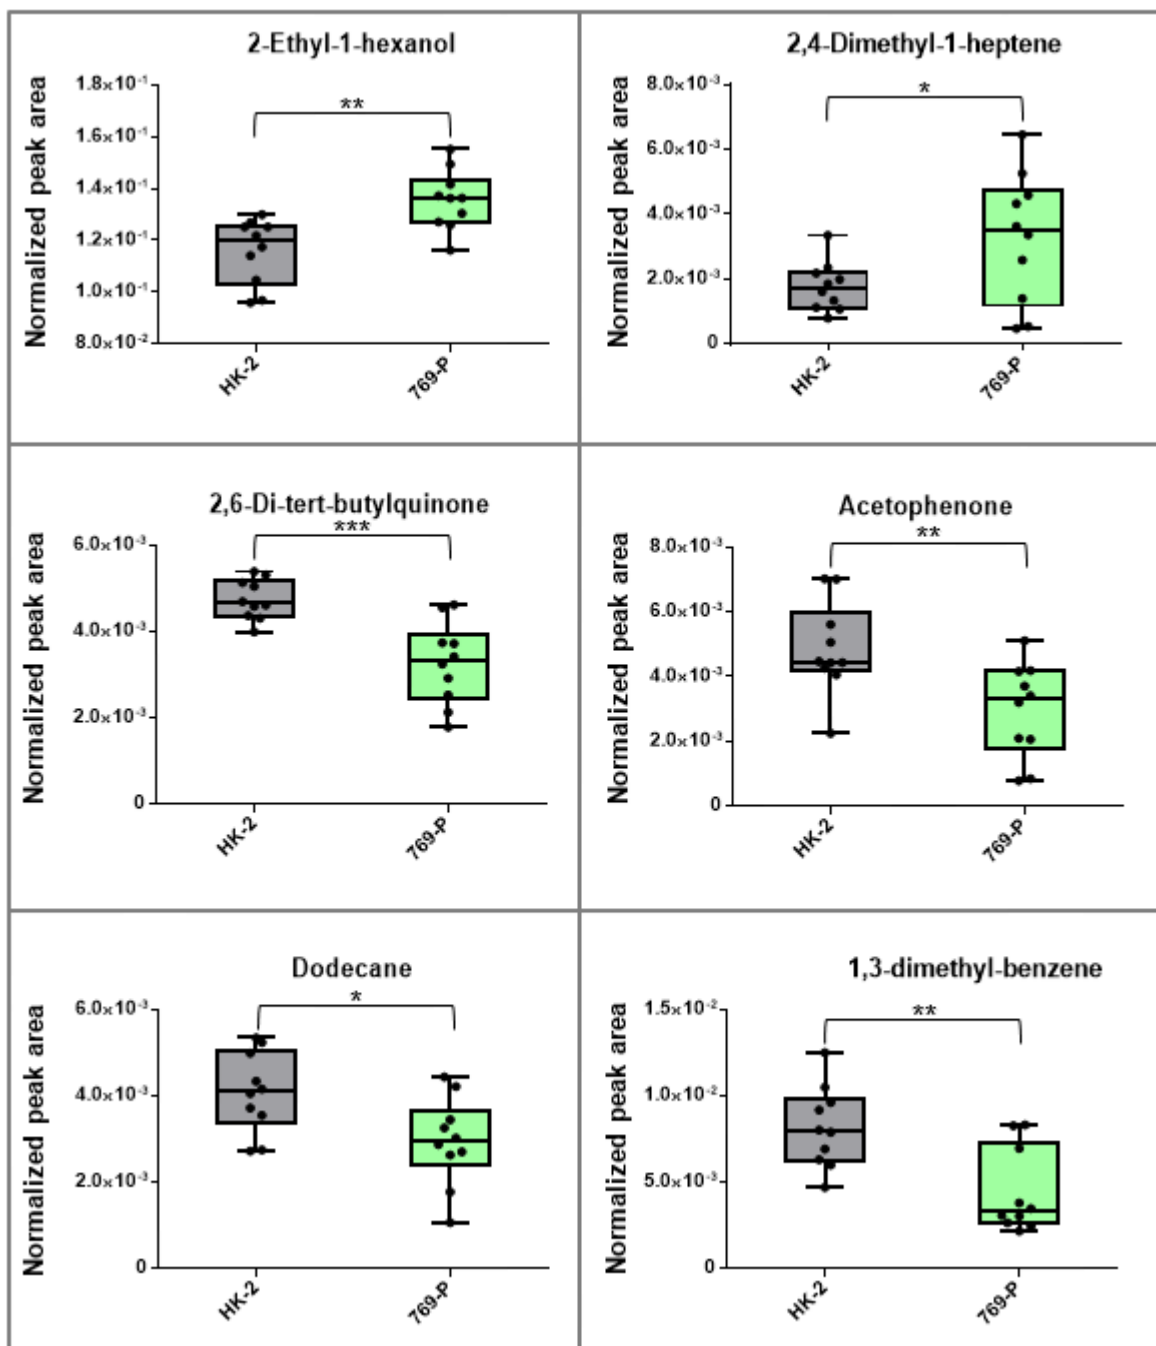 2-Ethyl-1-hexanol
Normalized peak area
1.8×10⁻¹
1.6×10⁻¹
1.4×10⁻¹
1.2×10⁻¹
1.0×10⁻¹
8.0×10⁻²
**
HK-2
769-P
2,4-Dimethyl-1-heptene
Normalized peak area
8.0×10⁻³
6.0×10⁻³
4.0×10⁻³
2.0×10⁻³
0
*
HK-2
769-P
2,6-Di-tert-butylquinone
Normalized peak area
6.0×10⁻³
4.0×10⁻³
2.0×10⁻³
0
***
HK-2
769-P
Acetophenone
Normalized peak area
8.0×10⁻³
6.0×10⁻³
4.0×10⁻³
2.0×10⁻³
0
**
HK-2
769-P
Dodecane
Normalized peak area
6.0×10⁻³
4.0×10⁻³
2.0×10⁻³
0
*
HK-2
769-P
1,3-dimethyl-benzene
Normalized peak area
1.5×10⁻²
1.0×10⁻²
5.0×10⁻³
0
**
HK-2
769-P